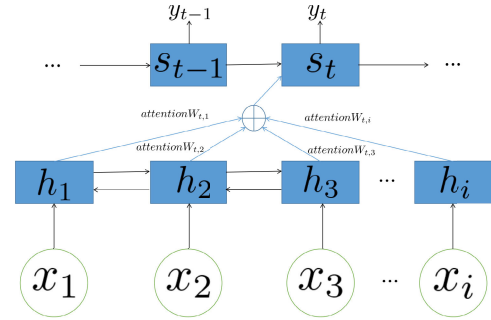 y_{t-1} y_t
... s_{t-1} s_t ...
attentionW_{t,1} attentionW_{t,i}
attentionW_{t,2} attentionW_{t,3}
h_1 h_2 h_3 ... h_i
x_1 x_2 x_3 ... x_i